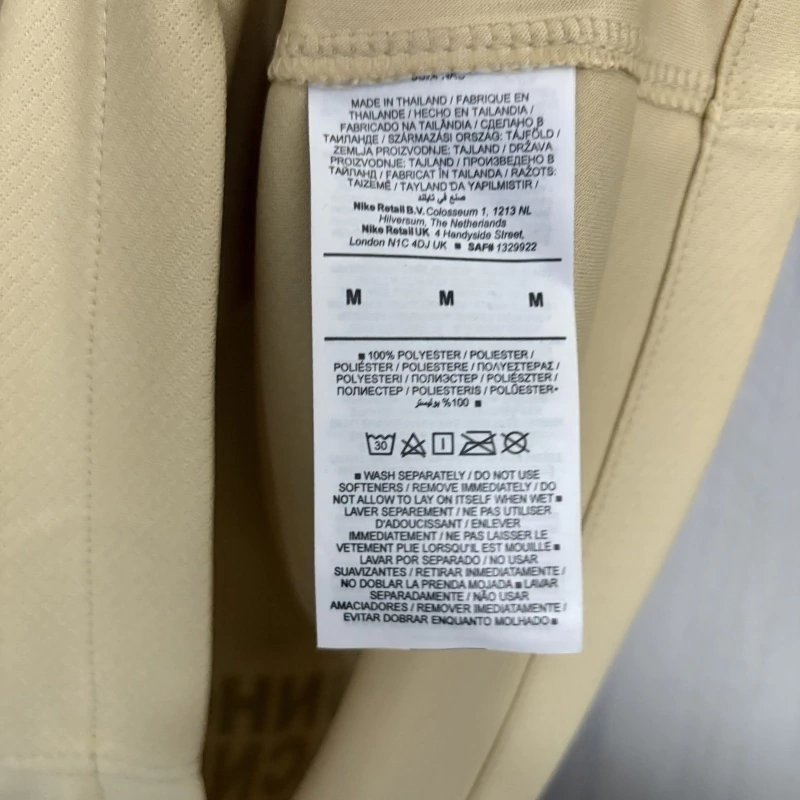 MADE IN THAILAND / FABRIQUE EN
THAILANDE / HECHO EN TAILANDIA /
FABRICADO NA TAILÂNDIA / СДЕЛАНО В
ТАИЛАНДЕ / SZÁRMAZÁSI ORSZÁG: TÁJFÖLD /
ZEMLJA PROIZVODNJE: TAJLAND / DRŽAVA
PROIZVODNJE: TAJLAND / ПРОИЗВЕДЕНО В
ТАЙЛАНД / FABRICAT ÎN TAILANDA / RAŽOTS:
TAIZEMĒ / TAYLAND'DA YAPILMISTIR /
صنع في تايلاند
Nike Retail B.V. Colosseum 1, 1213 NL
Hilversum, The Netherlands
Nike Retail UK 4 Handyside Street,
London N1C 4DJ UK ■ SAF# 1329922
M M M
■ 100% POLYESTER / POLIESTER /
POLIÉSTER / POLIESTERE / ΠΟΛΥΕΣΤΕΡΑΣ /
POLYESTERI / ПОЛИЭСТЕР / POLIÉSZTER /
ПОЛИЕСТЕР / POLIESTERIS / POLÜESTER•
100% بوليستر ■
30
■ WASH SEPARATELY / DO NOT USE
SOFTENERS / REMOVE IMMEDIATELY / DO
NOT ALLOW TO LAY ON ITSELF WHEN WET ■
LAVER SEPAREMENT / NE PAS UTILISER
D'ADOUCISSANT / ENLEVER
IMMEDIATEMENT / NE PAS LAISSER LE
VETEMENT PLIE LORSQU'IL EST MOUILLE ■
LAVAR POR SEPARADO / NO USAR
SUAVIZANTES / RETIRAR INMEDIATAMENTE /
NO DOBLAR LA PRENDA MOJADA ■ LAVAR
SEPARADAMENTE / NÃO USAR
AMACIADORES / REMOVER IMEDIATAMENTE /
EVITAR DOBRAR ENQUANTO MOLHADO ■